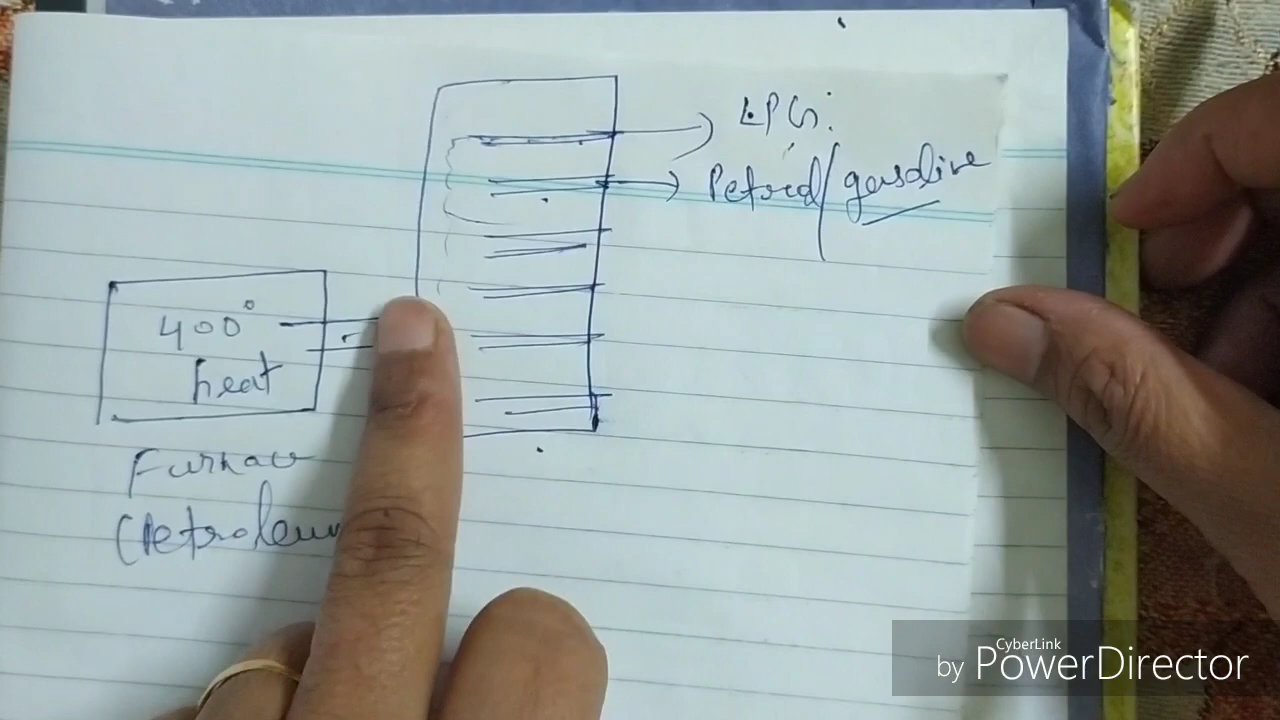 LPG.
Petrol/gasoline
400°
heat
Furnace
(Petroleum
CyberLink
by PowerDirector